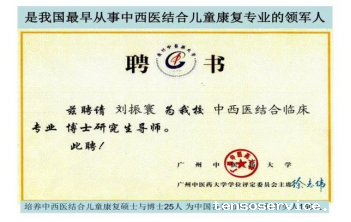 是我国最早从事中西医结合儿童康复专业的领军人
聘 书
兹聘请 刘振寰 为我校 中西医结合临床
专业 博士研究生导师。
此聘!
广州中医药大学
广州中医药大学学位评定委员会主席 徐志伟
培养中西医结合儿童康复硕士与博士25人